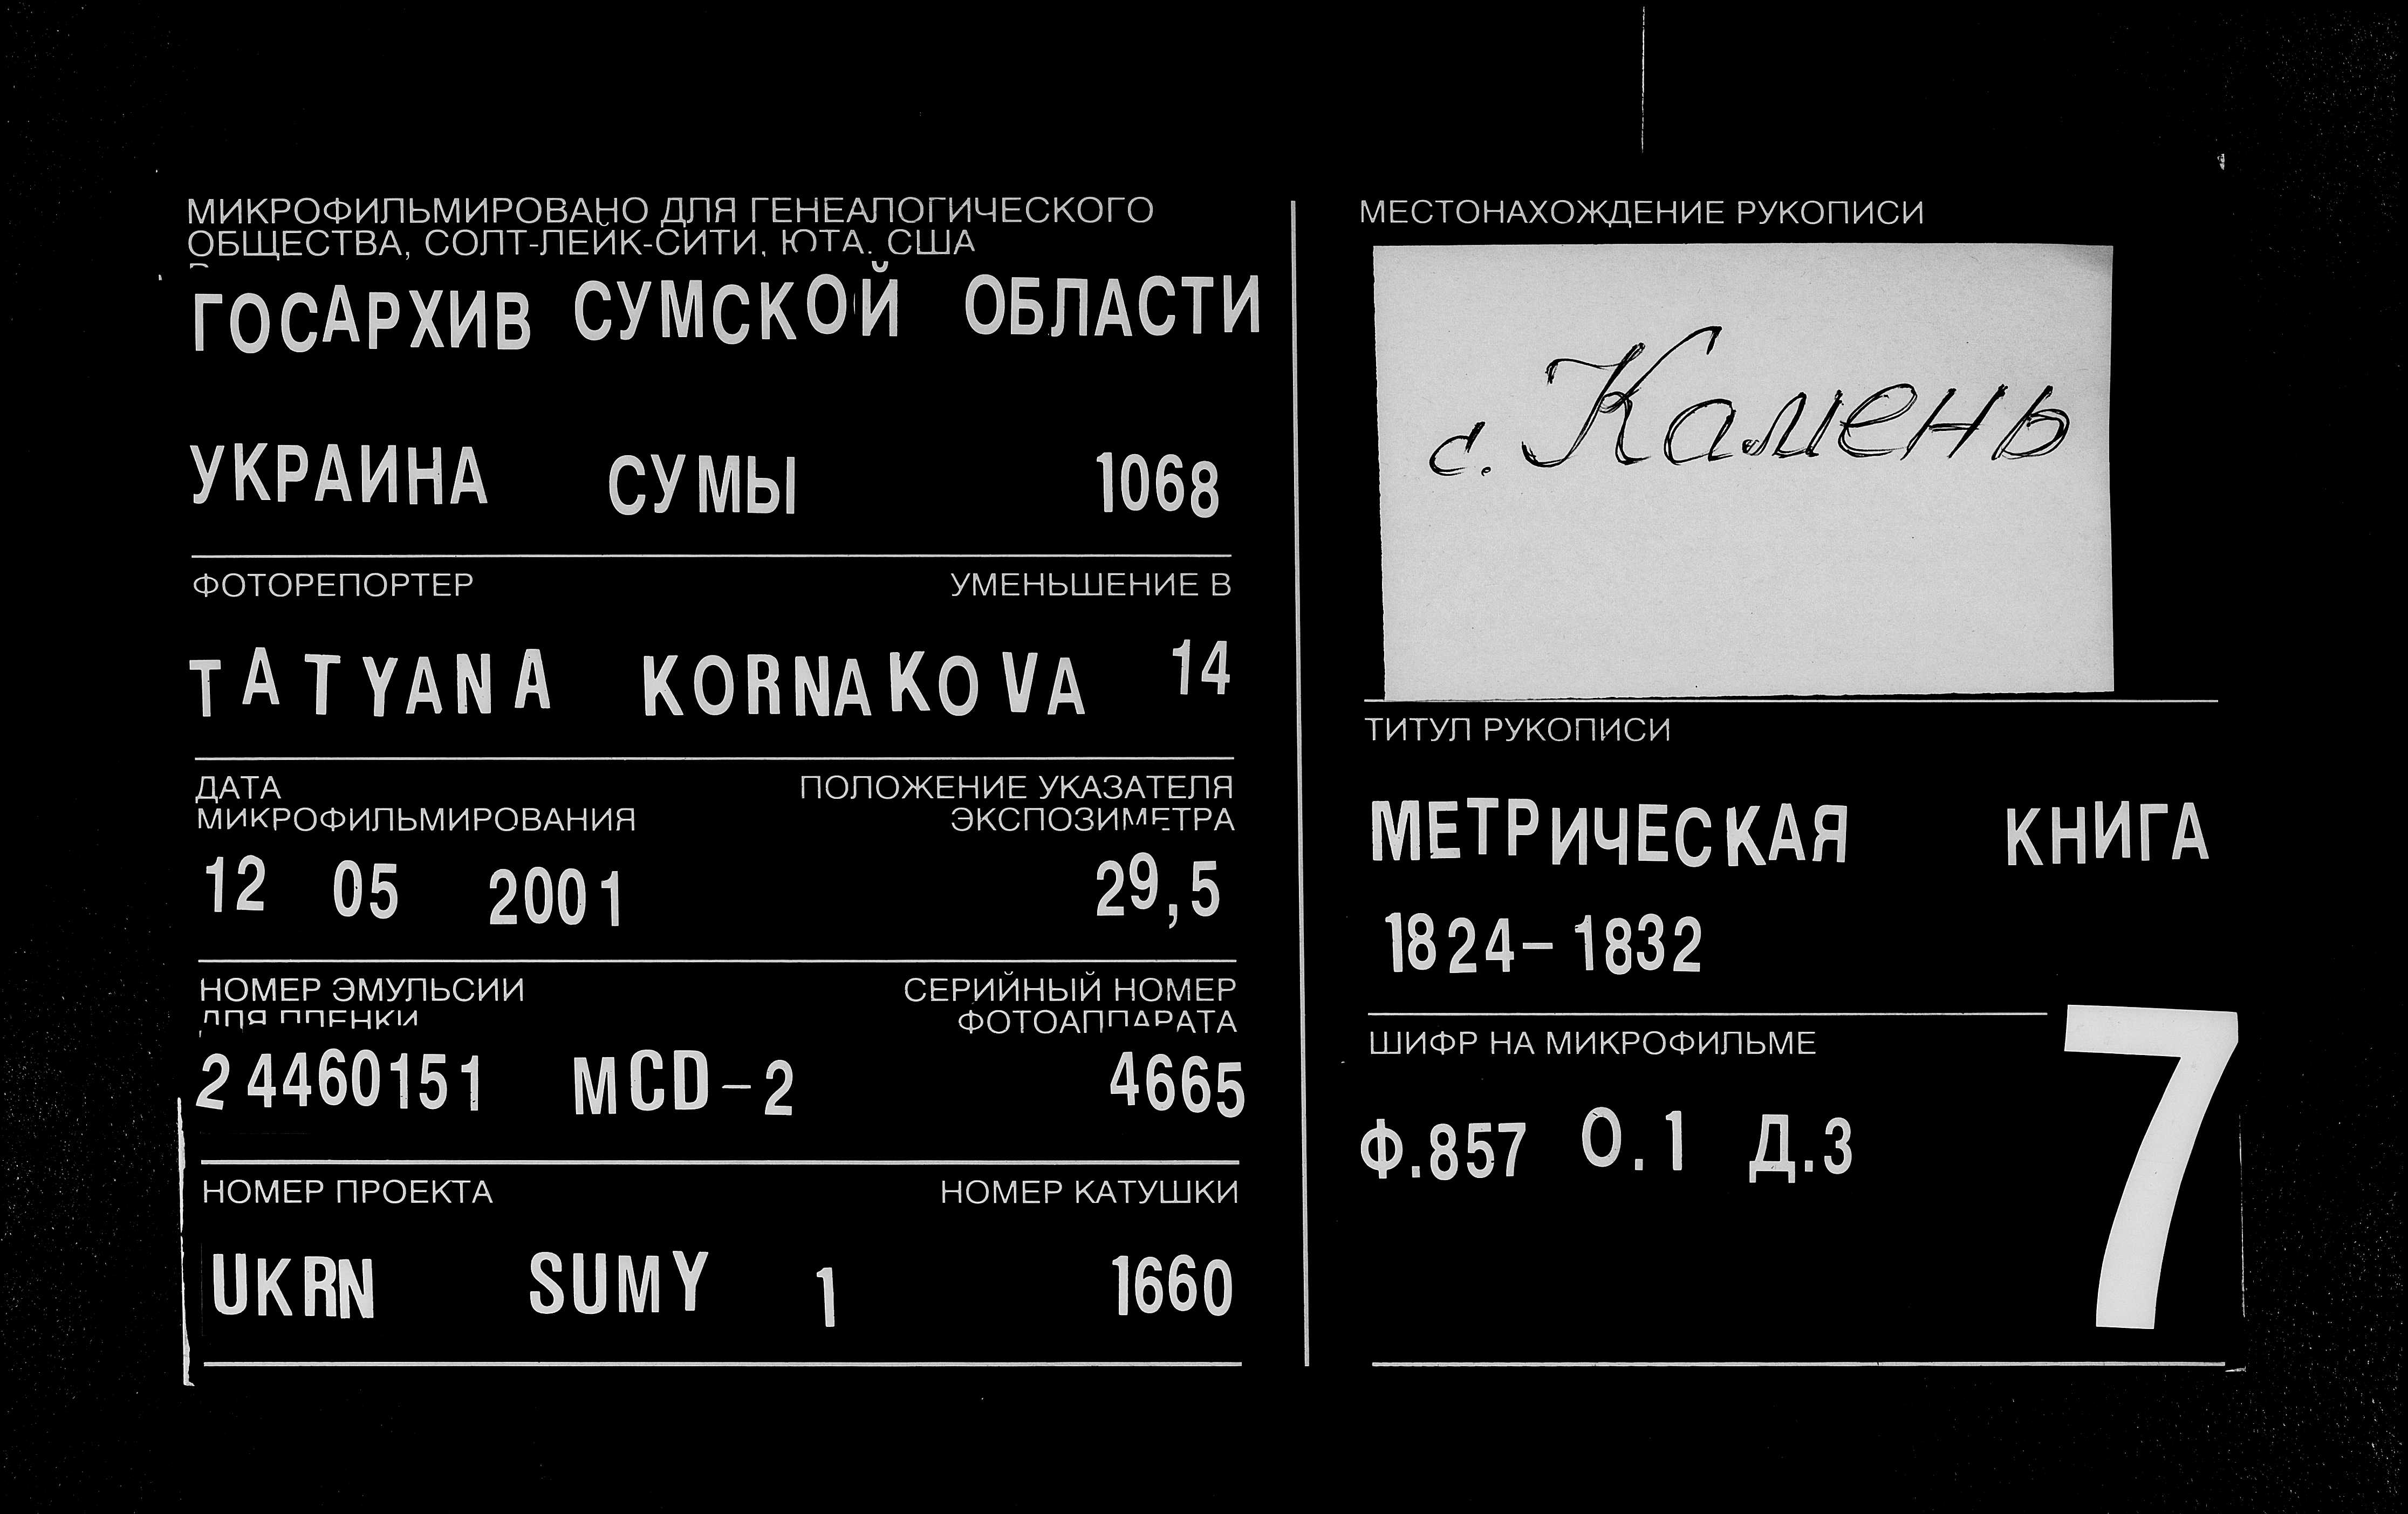 МИКРОФИЛЬМИРОВАНО ДЛЯ ГЕНЕАЛОГИЧЕСКОГО
ОБЩЕСТВА, СОЛТ-ЛЕЙК-СИТИ, ЮТА. США
ГОСАРХИВ СУМСКОЙ ОБЛАСТИ
УКРАИНА СУМЫ 1068
ФОТОРЕПОРТЕР УМЕНЬШЕНИЕ В
TATYANA KORNAKOVA 14
ДАТА ПОЛОЖЕНИЕ УКАЗАТЕЛЯ
МИКРОФИЛЬМИРОВАНИЯ ЭКСПОЗИМЕТРА
12 05 2001 29,5
НОМЕР ЭМУЛЬСИИ СЕРИЙНЫЙ НОМЕР
ДЛЯ ПЛЕНКИ ФОТОАППАРАТА
24460151 MCD-2 4665
НОМЕР ПРОЕКТА НОМЕР КАТУШКИ
UKRN SUMY 1 1660
МЕСТОНАХОЖДЕНИЕ РУКОПИСИ
с. Камень
ТИТУЛ РУКОПИСИ
МЕТРИЧЕСКАЯ КНИГА
1824-1832
ШИФР НА МИКРОФИЛЬМЕ
Ф.857 О.1 Д.3
7